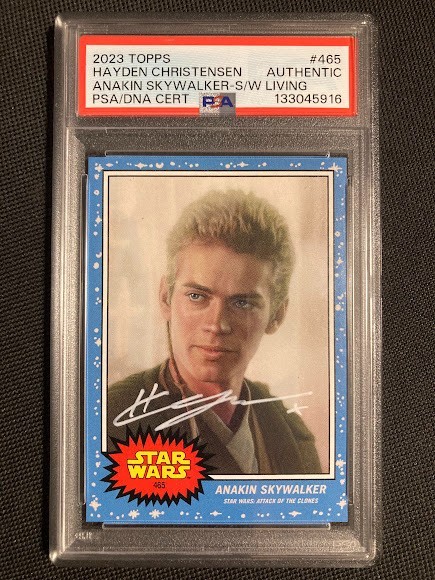 2023 TOPPS #465
HAYDEN CHRISTENSEN AUTHENTIC
ANAKIN SKYWALKER-S/W LIVING
PSA/DNA CERT PSA 133045916
STAR
WARS
465
ANAKIN SKYWALKER
STAR WARS: ATTACK OF THE CLONES